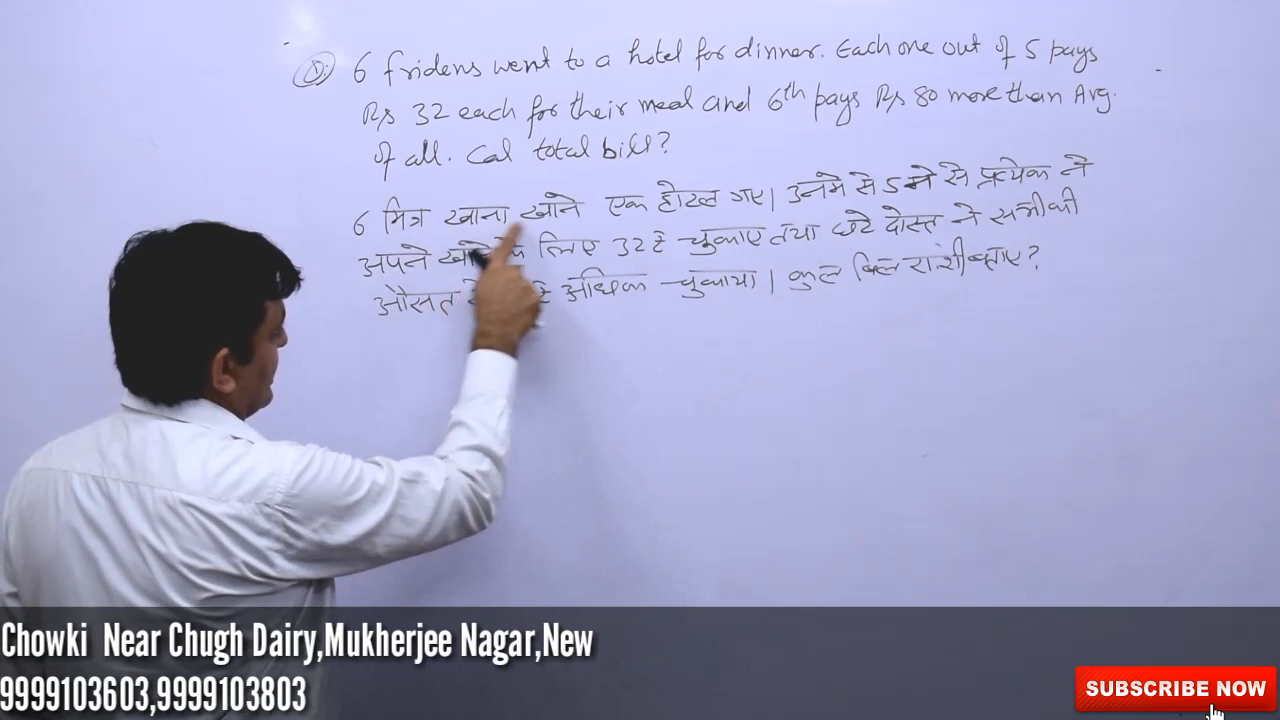 Q: 6 fridens went to a hotel for dinner. Each one out of 5 pays
Rs 32 each for their meal and 6th pays Rs 80 more than Avg.
of all. Cal total bill?
6 मित्र खाना खाने एक होटल गए| उनमे से 5 ने से प्रत्येक ने
अपने लिए 32 रु चुकाए तथा छटे दोस्त ने सभी की
औसत अधिक चुकाया| कुल बिल राशी बताए?
Chowki Near Chugh Dairy,Mukherjee Nagar,New
9999103603,9999103803
SUBSCRIBE NOW